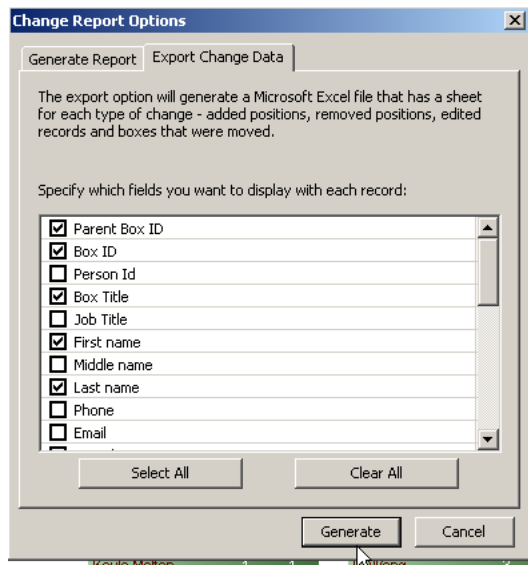 Change Report Options
Generate Report
Export Change Data
The export option will generate a Microsoft Excel file that has a sheet
for each type of change - added positions, removed positions, edited
records and boxes that were moved.
Specify which fields you want to display with each record:
Parent Box ID
Box ID
Person Id
Box Title
Job Title
First name
Middle name
Last name
Phone
Email
Select All
Clear All
Generate
Cancel